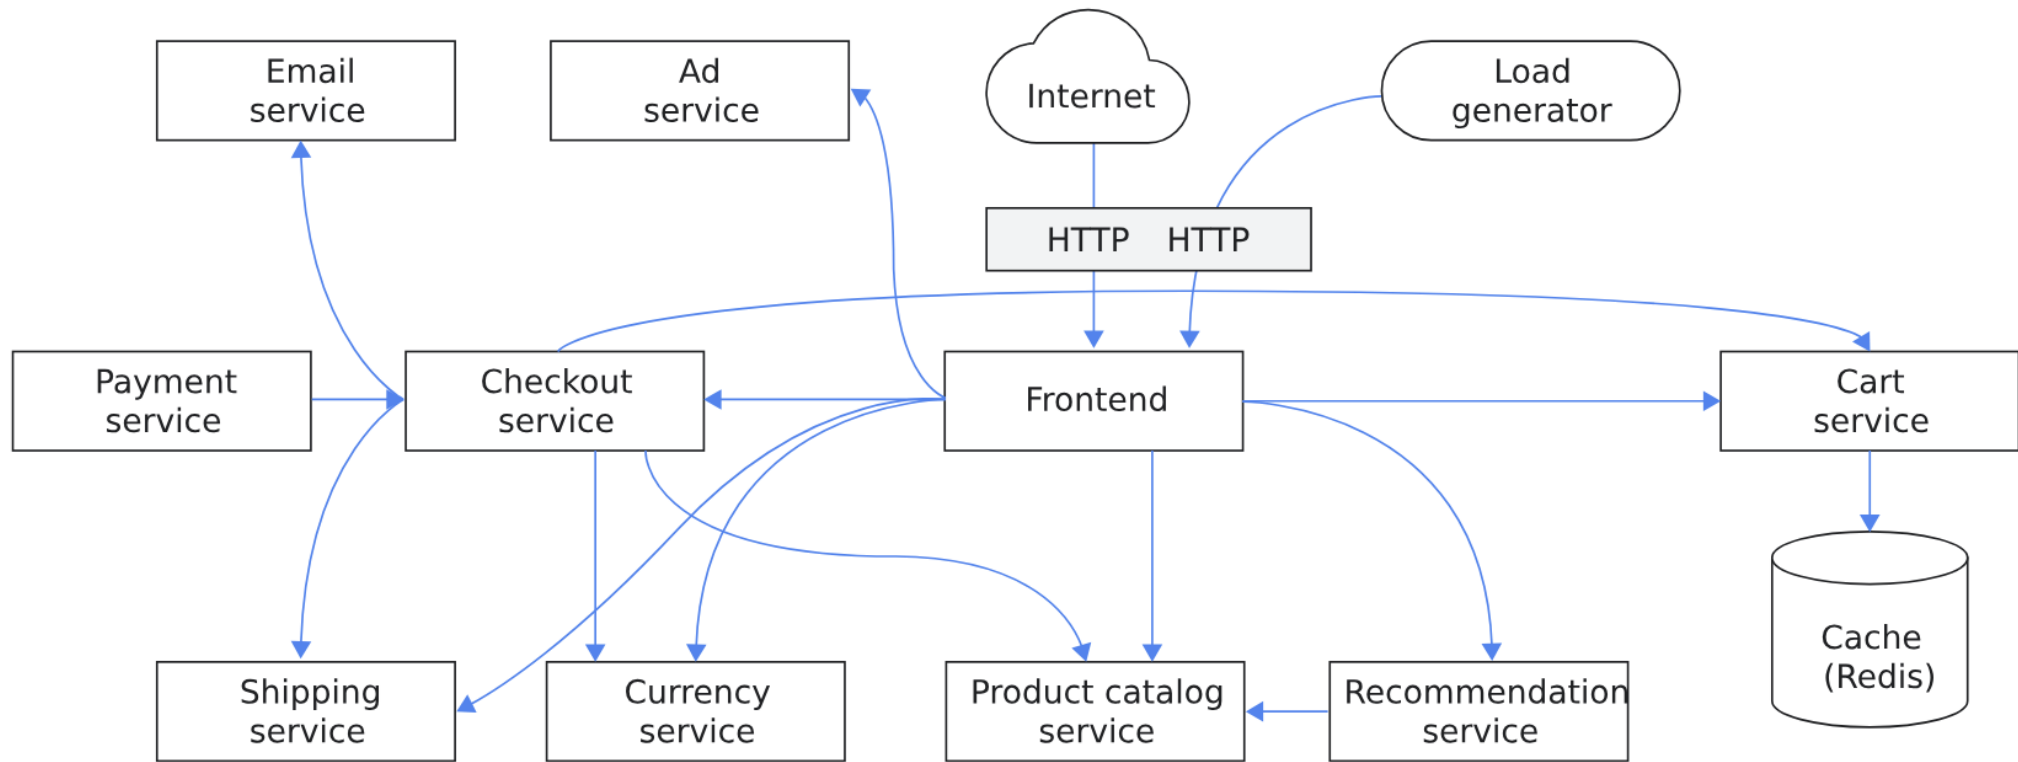 Email
service
Ad
service
Internet
Load
generator
HTTP HTTP
Payment
service
Checkout
service
Frontend
Cart
service
Shipping
service
Currency
service
Product catalog
service
Recommendation
service
Cache
(Redis)